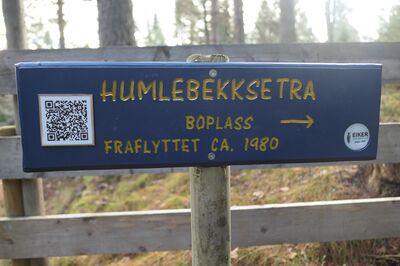 HUMLEBEKKSETRA
BOPLASS
FRAFLYTTET CA. 1980
EIKER